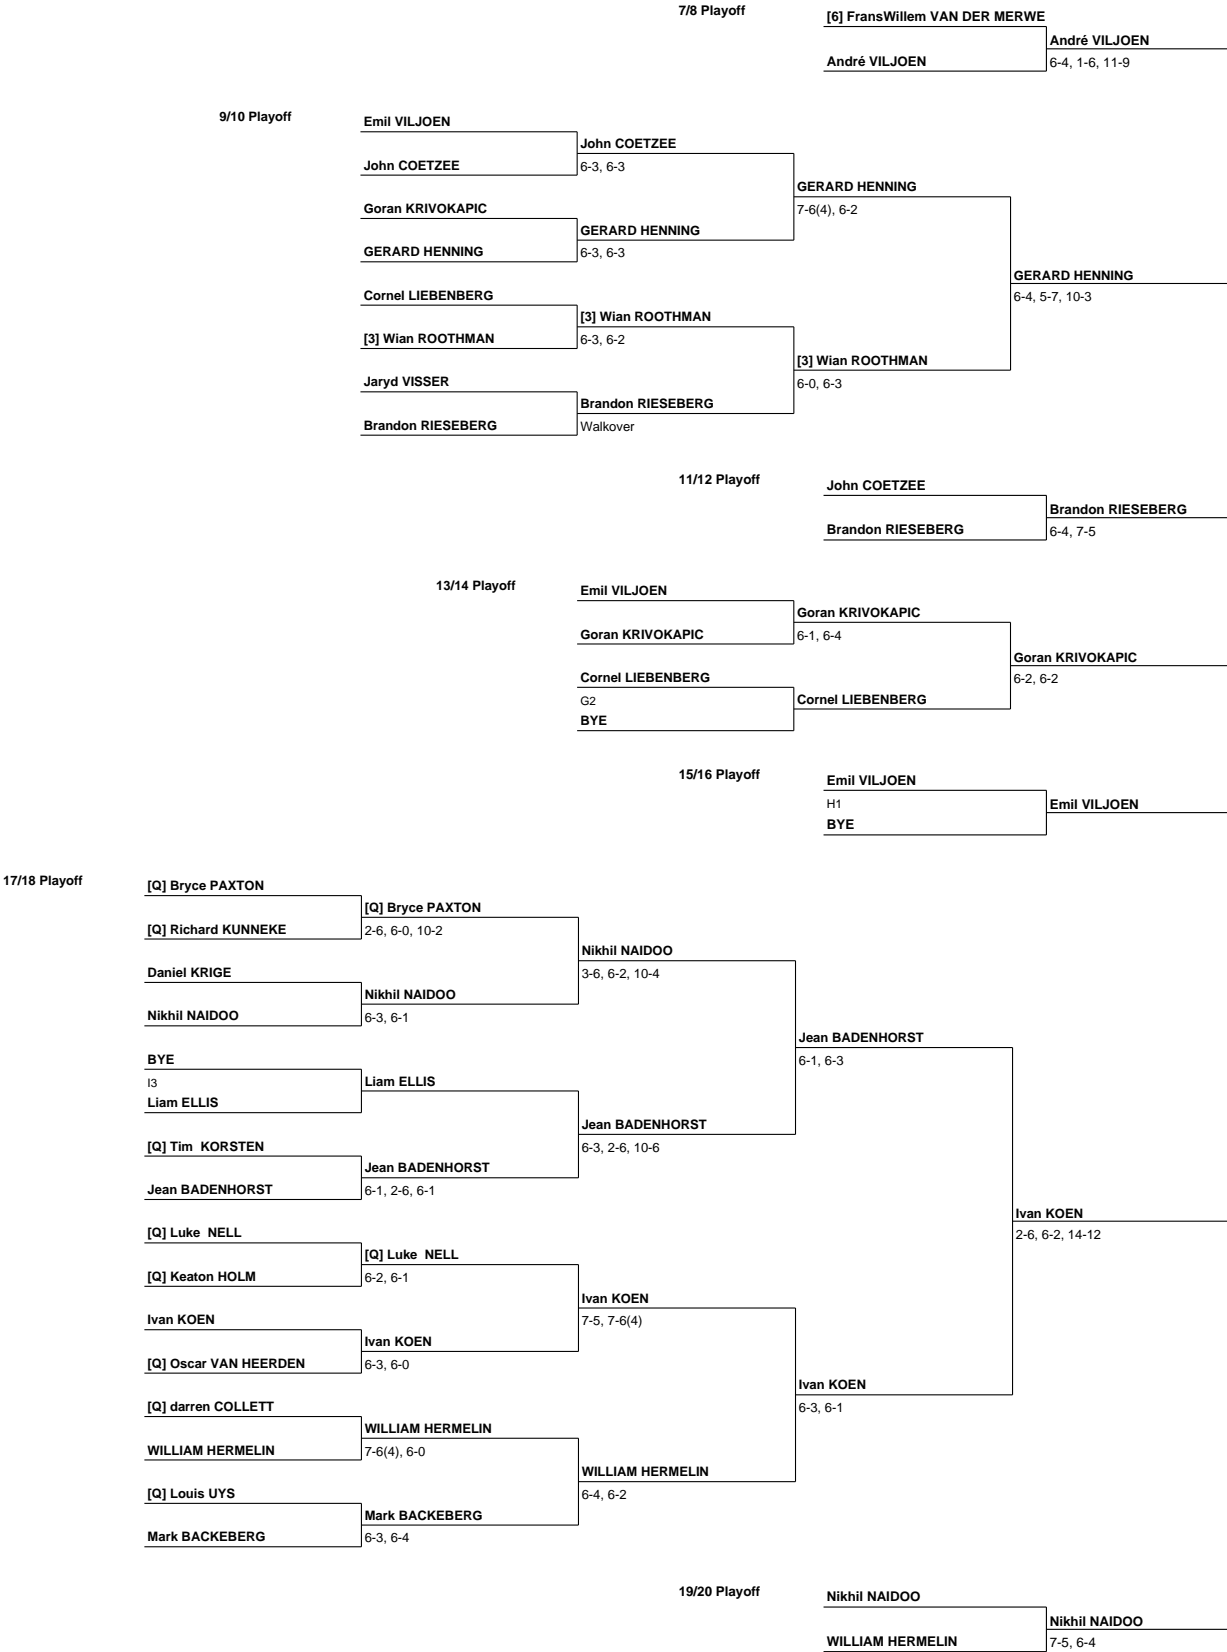 7/8 Playoff
[6] FransWillem VAN DER MERWE
André VILJOEN
André VILJOEN
6-4, 1-6, 11-9
9/10 Playoff
Emil VILJOEN
John COETZEE
John COETZEE
6-3, 6-3
GERARD HENNING
7-6(4), 6-2
Goran KRIVOKAPIC
GERARD HENNING
GERARD HENNING
6-3, 6-3
GERARD HENNING
6-4, 5-7, 10-3
Cornel LIEBENBERG
[3] Wian ROOTHMAN
[3] Wian ROOTHMAN
6-3, 6-2
[3] Wian ROOTHMAN
6-0, 6-3
Jaryd VISSER
Brandon RIESEBERG
Brandon RIESEBERG
Walkover
11/12 Playoff
John COETZEE
Brandon RIESEBERG
Brandon RIESEBERG
6-4, 7-5
13/14 Playoff
Emil VILJOEN
Goran KRIVOKAPIC
Goran KRIVOKAPIC
6-1, 6-4
Goran KRIVOKAPIC
6-2, 6-2
Cornel LIEBENBERG
G2
Cornel LIEBENBERG
BYE
15/16 Playoff
Emil VILJOEN
H1
Emil VILJOEN
BYE
17/18 Playoff
[Q] Bryce PAXTON
[Q] Bryce PAXTON
[Q] Richard KUNNEKE
2-6, 6-0, 10-2
Nikhil NAIDOO
3-6, 6-2, 10-4
Daniel KRIGE
Nikhil NAIDOO
Nikhil NAIDOO
6-3, 6-1
Jean BADENHORST
6-1, 6-3
BYE
I3
Liam ELLIS
Liam ELLIS
Jean BADENHORST
6-3, 2-6, 10-6
[Q] Tim KORSTEN
Jean BADENHORST
Jean BADENHORST
6-1, 2-6, 6-1
Ivan KOEN
2-6, 6-2, 14-12
[Q] Luke NELL
[Q] Luke NELL
[Q] Keaton HOLM
6-2, 6-1
Ivan KOEN
7-5, 7-6(4)
Ivan KOEN
Ivan KOEN
[Q] Oscar VAN HEERDEN
6-3, 6-0
Ivan KOEN
6-3, 6-1
[Q] darren COLLETT
WILLIAM HERMELIN
WILLIAM HERMELIN
7-6(4), 6-0
WILLIAM HERMELIN
6-4, 6-2
[Q] Louis UYS
Mark BACKEBERG
Mark BACKEBERG
6-3, 6-4
19/20 Playoff
Nikhil NAIDOO
Nikhil NAIDOO
WILLIAM HERMELIN
7-5, 6-4